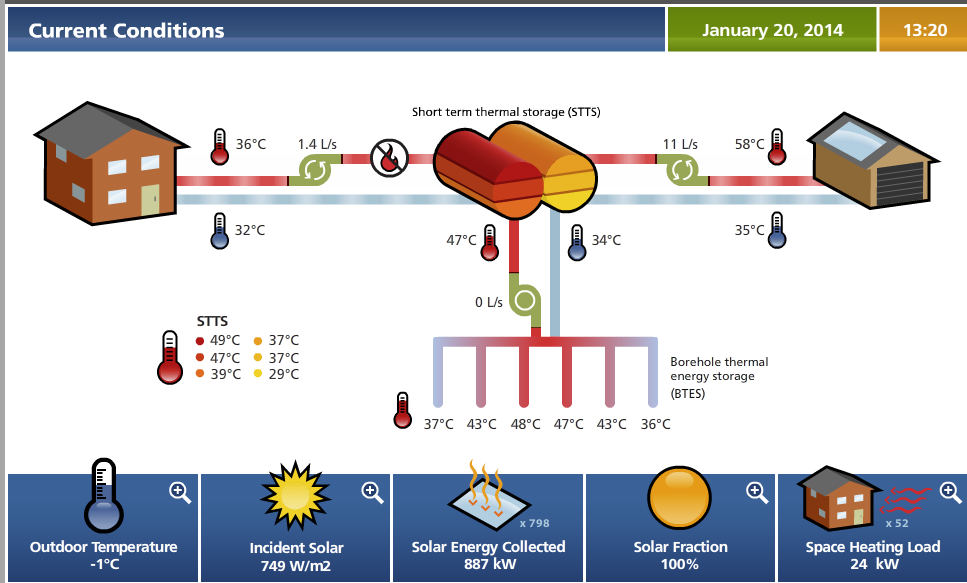 Current Conditions
January 20, 2014
13:20
Short term thermal storage (STTS)
36°C
1.4 L/s
11 L/s
58°C
32°C
47°C
34°C
35°C
0 L/s
STTS
49°C 37°C
47°C 37°C
39°C 29°C
Borehole thermal
energy storage
(BTES)
37°C 43°C 48°C 47°C 43°C 36°C
Outdoor Temperature
-1°C
Incident Solar
749 W/m2
x 798
Solar Energy Collected
887 kW
Solar Fraction
100%
x 52
Space Heating Load
24 kW